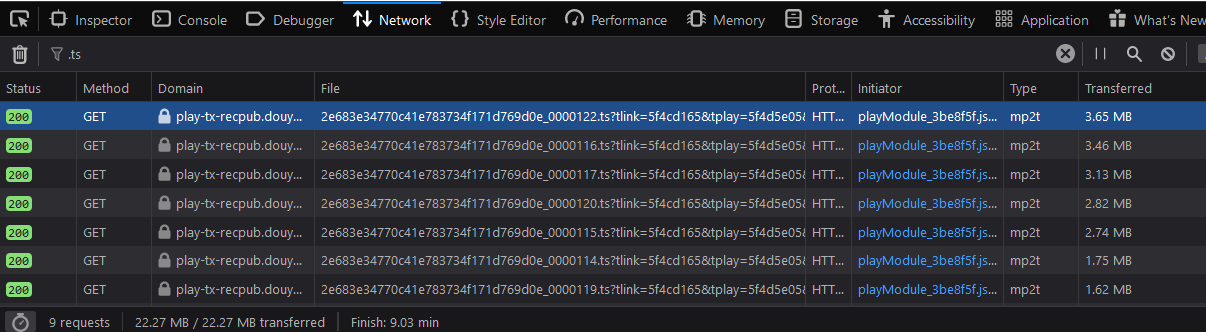 Inspector Console Debugger Network Style Editor Performance Memory Storage Accessibility Application What's New
.ts
Status Method Domain File Prot... Initiator Type Transferred
200 GET play-tx-recpub.douy... 2e683e34770c41e783734f171d769d0e_0000122.ts?tlink=5f4cd165&tplay=5f4d5e05& HTT... playModule_3be8f5f.js... mp2t 3.65 MB
200 GET play-tx-recpub.douy... 2e683e34770c41e783734f171d769d0e_0000116.ts?tlink=5f4cd165&tplay=5f4d5e05& HTT... playModule_3be8f5f.js... mp2t 3.46 MB
200 GET play-tx-recpub.douy... 2e683e34770c41e783734f171d769d0e_0000117.ts?tlink=5f4cd165&tplay=5f4d5e05& HTT... playModule_3be8f5f.js... mp2t 3.13 MB
200 GET play-tx-recpub.douy... 2e683e34770c41e783734f171d769d0e_0000120.ts?tlink=5f4cd165&tplay=5f4d5e05& HTT... playModule_3be8f5f.js... mp2t 2.82 MB
200 GET play-tx-recpub.douy... 2e683e34770c41e783734f171d769d0e_0000115.ts?tlink=5f4cd165&tplay=5f4d5e05& HTT... playModule_3be8f5f.js... mp2t 2.74 MB
200 GET play-tx-recpub.douy... 2e683e34770c41e783734f171d769d0e_0000114.ts?tlink=5f4cd165&tplay=5f4d5e05& HTT... playModule_3be8f5f.js... mp2t 1.75 MB
200 GET play-tx-recpub.douy... 2e683e34770c41e783734f171d769d0e_0000119.ts?tlink=5f4cd165&tplay=5f4d5e05& HTT... playModule_3be8f5f.js... mp2t 1.62 MB
9 requests 22.27 MB / 22.27 MB transferred Finish: 9.03 min